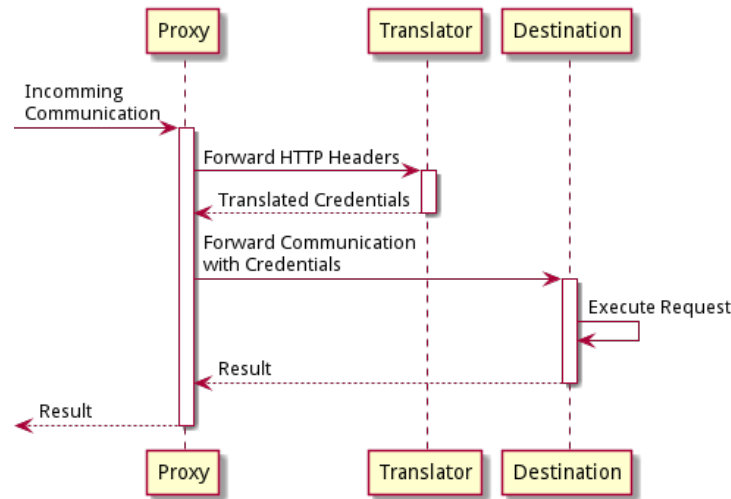 Proxy
Translator
Destination
Incomming
Communication
Forward HTTP Headers
Translated Credentials
Forward Communication
with Credentials
Execute Request
Result
Result
Proxy
Translator
Destination